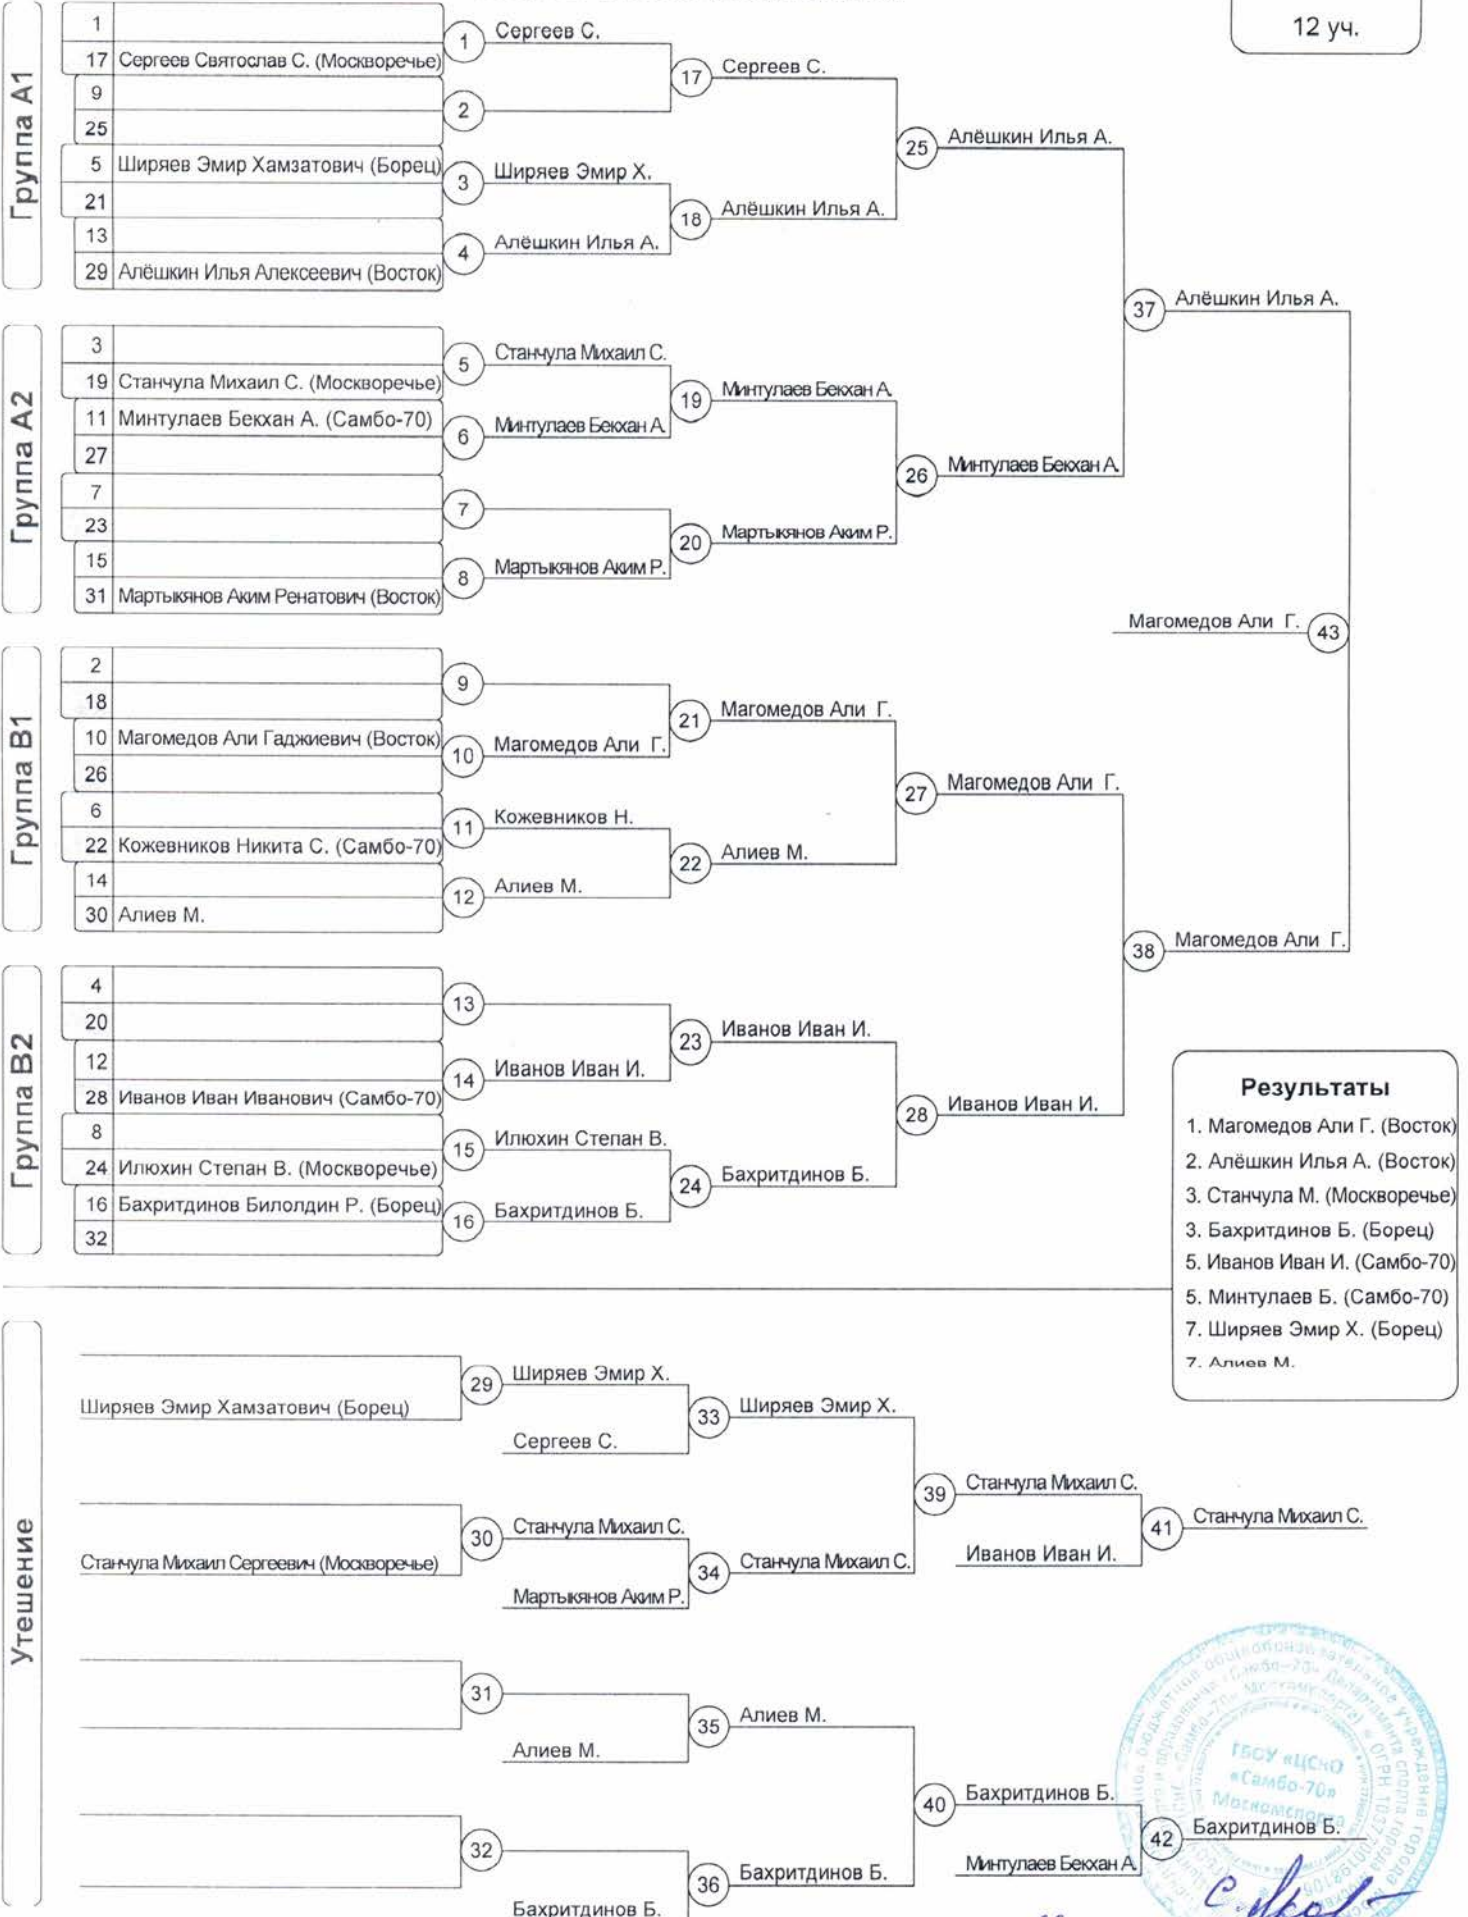 12 уч.
Группа А1
1
17 Сергеев Святослав С. (Москворечье)
9
25
5 Ширяев Эмир Хамзатович (Борец)
21
13
29 Алёшкин Илья Алексеевич (Восток)
1 Сергеев С.
2
3 Ширяев Эмир Х.
4 Алёшкин Илья А.
17 Сергеев С.
18 Алёшкин Илья А.
25 Алёшкин Илья А.
Группа А2
3
19 Станчула Михаил С. (Москворечье)
11 Минтулаев Бекхан А. (Самбо-70)
27
7
23
15
31 Мартыкянов Аким Ренатович (Восток)
5 Станчула Михаил С.
6 Минтулаев Бекхан А.
7
8 Мартыкянов Аким Р.
19 Минтулаев Бекхан А.
20 Мартыкянов Аким Р.
26 Минтулаев Бекхан А.
37 Алёшкин Илья А.
Магомедов Али Г. 43
Группа В1
2
18
10 Магомедов Али Гаджиевич (Восток)
26
6
22 Кожевников Никита С. (Самбо-70)
14
30 Алиев М.
9
10 Магомедов Али Г.
11 Кожевников Н.
12 Алиев М.
21 Магомедов Али Г.
22 Алиев М.
27 Магомедов Али Г.
Группа В2
4
20
12
28 Иванов Иван Иванович (Самбо-70)
8
24 Илюхин Степан В. (Москворечье)
16 Бахритдинов Билолдин Р. (Борец)
32
13
14 Иванов Иван И.
15 Илюхин Степан В.
16 Бахритдинов Б.
23 Иванов Иван И.
24 Бахритдинов Б.
28 Иванов Иван И.
38 Магомедов Али Г.
Результаты
1. Магомедов Али Г. (Восток)
2. Алёшкин Илья А. (Восток)
3. Станчула М. (Москворечье)
3. Бахритдинов Б. (Борец)
5. Иванов Иван И. (Самбо-70)
5. Минтулаев Б. (Самбо-70)
7. Ширяев Эмир Х. (Борец)
7. Алиев М.
Утешение
Ширяев Эмир Хамзатович (Борец)
29 Ширяев Эмир Х.
Сергеев С.
33 Ширяев Эмир Х.
Станчула Михаил Сергеевич (Москворечье)
30 Станчула Михаил С.
Мартыкянов Аким Р.
34 Станчула Михаил С.
39 Станчула Михаил С.
Иванов Иван И.
41 Станчула Михаил С.
31
Алиев М.
35 Алиев М.
32
Бахритдинов Б.
36 Бахритдинов Б.
40 Бахритдинов Б.
Минтулаев Бекхан А.
42 Бахритдинов Б.
ГБОУ «ЦСиО
«Самбо-70»
Москомспорта